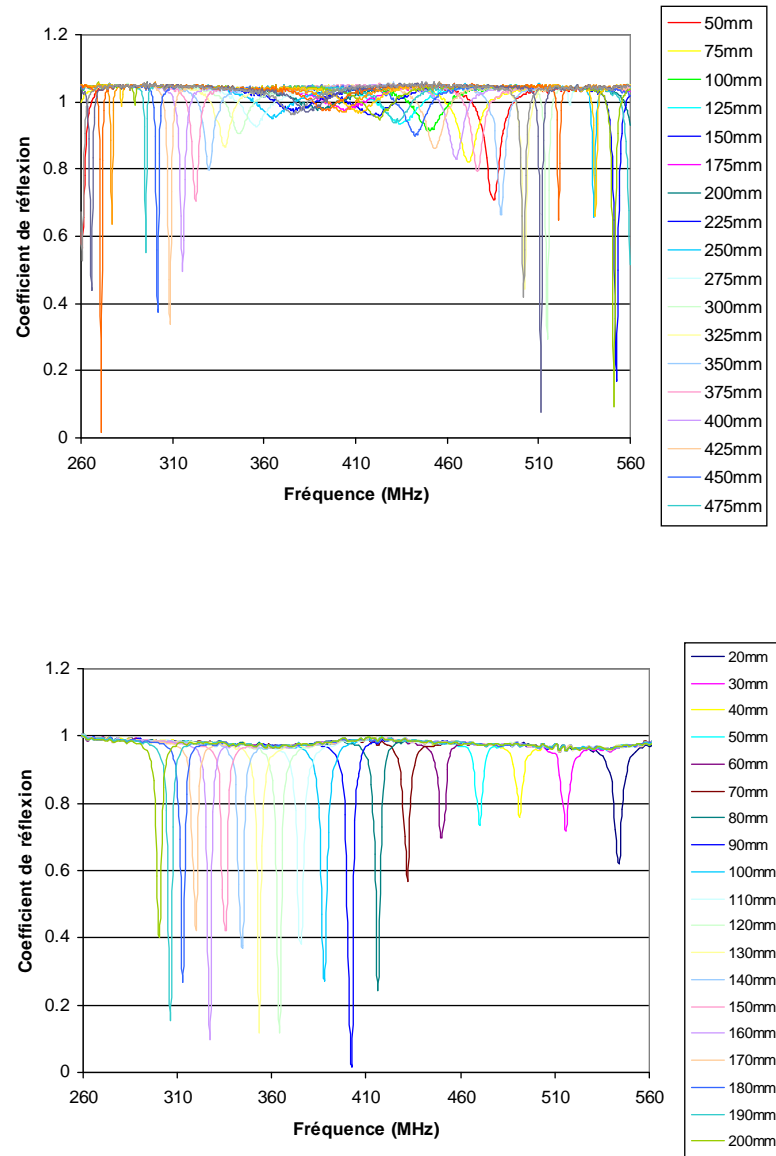 1.2
1
0.8
0.6
0.4
0.2
0
Coefficient de réflexion
260 310 360 410 460 510 560
Fréquence (MHz)
50mm
75mm
100mm
125mm
150mm
175mm
200mm
225mm
250mm
275mm
300mm
325mm
350mm
375mm
400mm
425mm
450mm
475mm
1.2
1
0.8
0.6
0.4
0.2
0
Coefficient de réflexion
260 310 360 410 460 510 560
Fréquence (MHz)
20mm
30mm
40mm
50mm
60mm
70mm
80mm
90mm
100mm
110mm
120mm
130mm
140mm
150mm
160mm
170mm
180mm
190mm
200mm